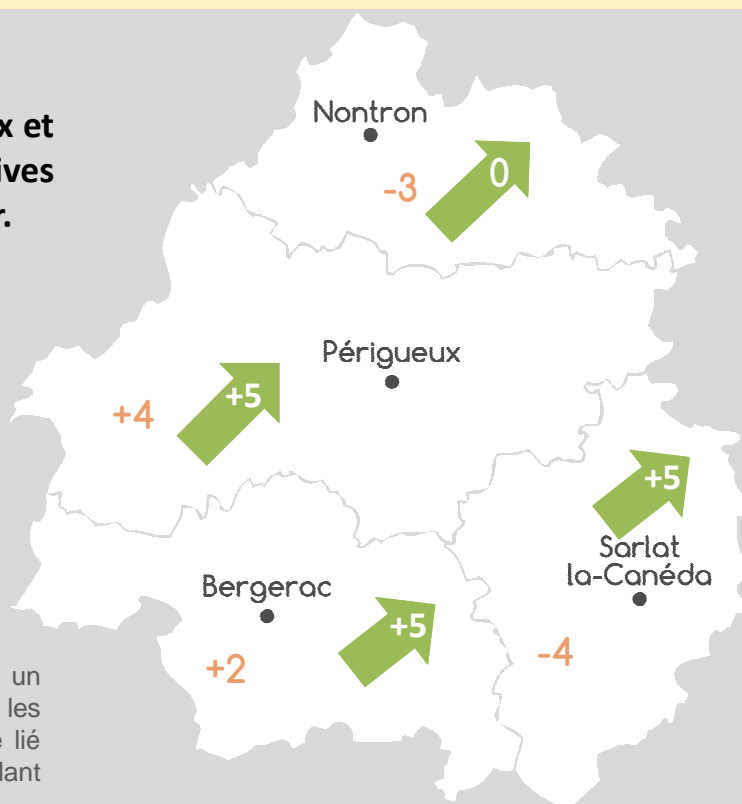 x et
ives
r.
Nontron
-3
0
Périgueux
+4
+5
+5
Sarlat
la-Canéda
Bergerac
+5
+2
-4
un
les
lié
lant